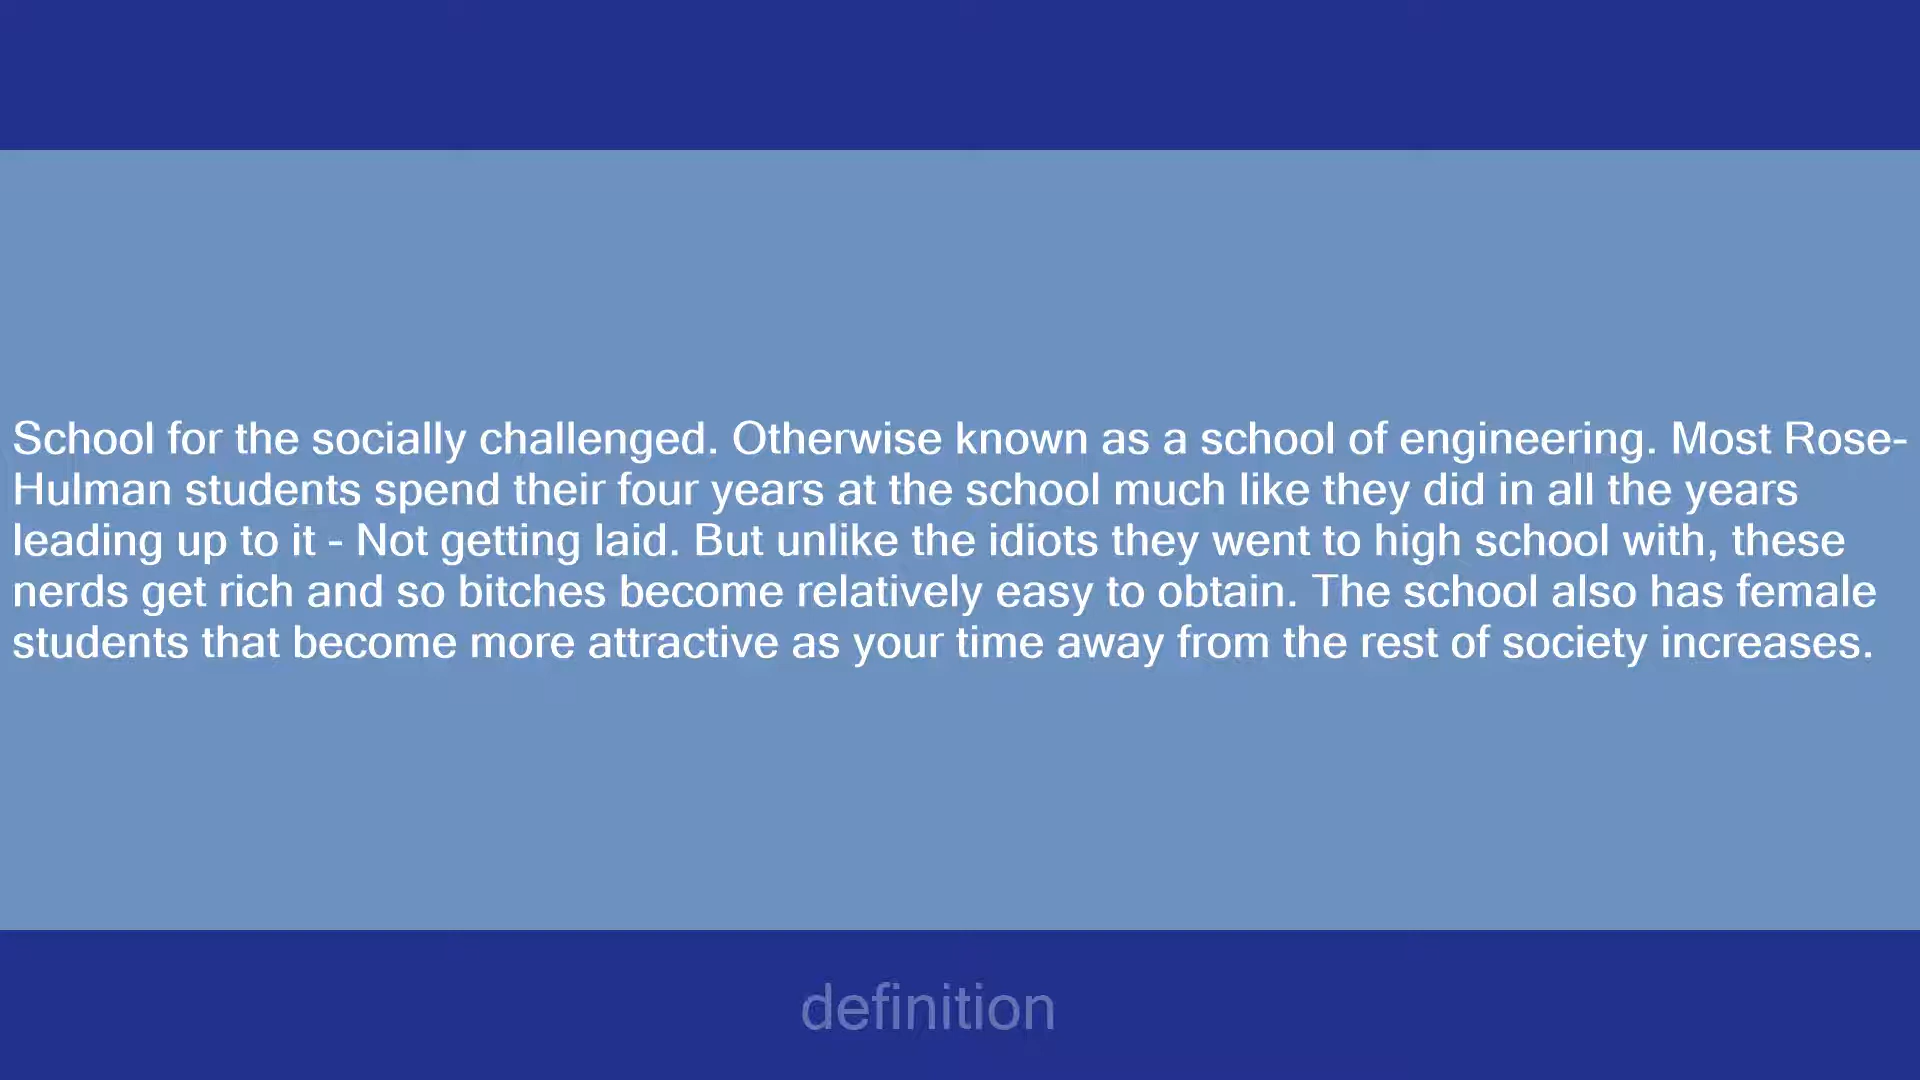 School for the socially challenged. Otherwise known as a school of engineering. Most Rose-
Hulman students spend their four years at the school much like they did in all the years
leading up to it - Not getting laid. But unlike the idiots they went to high school with, these
nerds get rich and so bitches become relatively easy to obtain. The school also has female
students that become more attractive as your time away from the rest of society increases.
definition